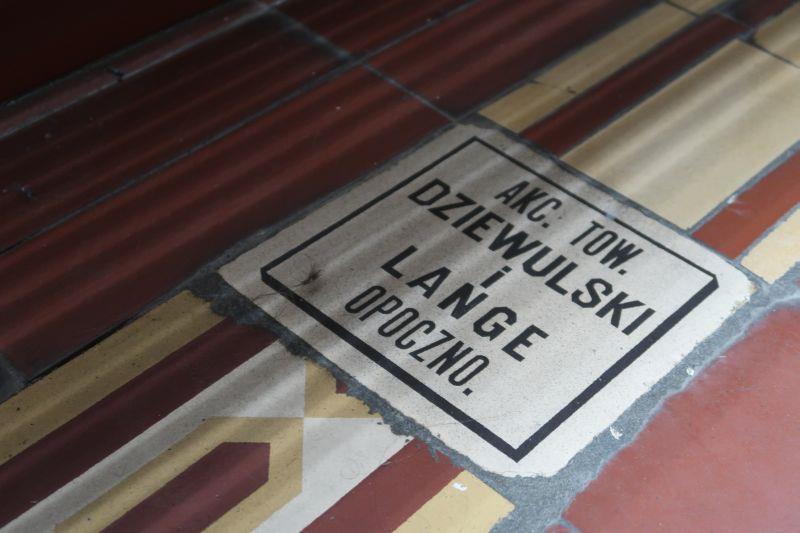 AKC. TOW.
DZIEWULSKI
i
LANGE
OPOCZNO.